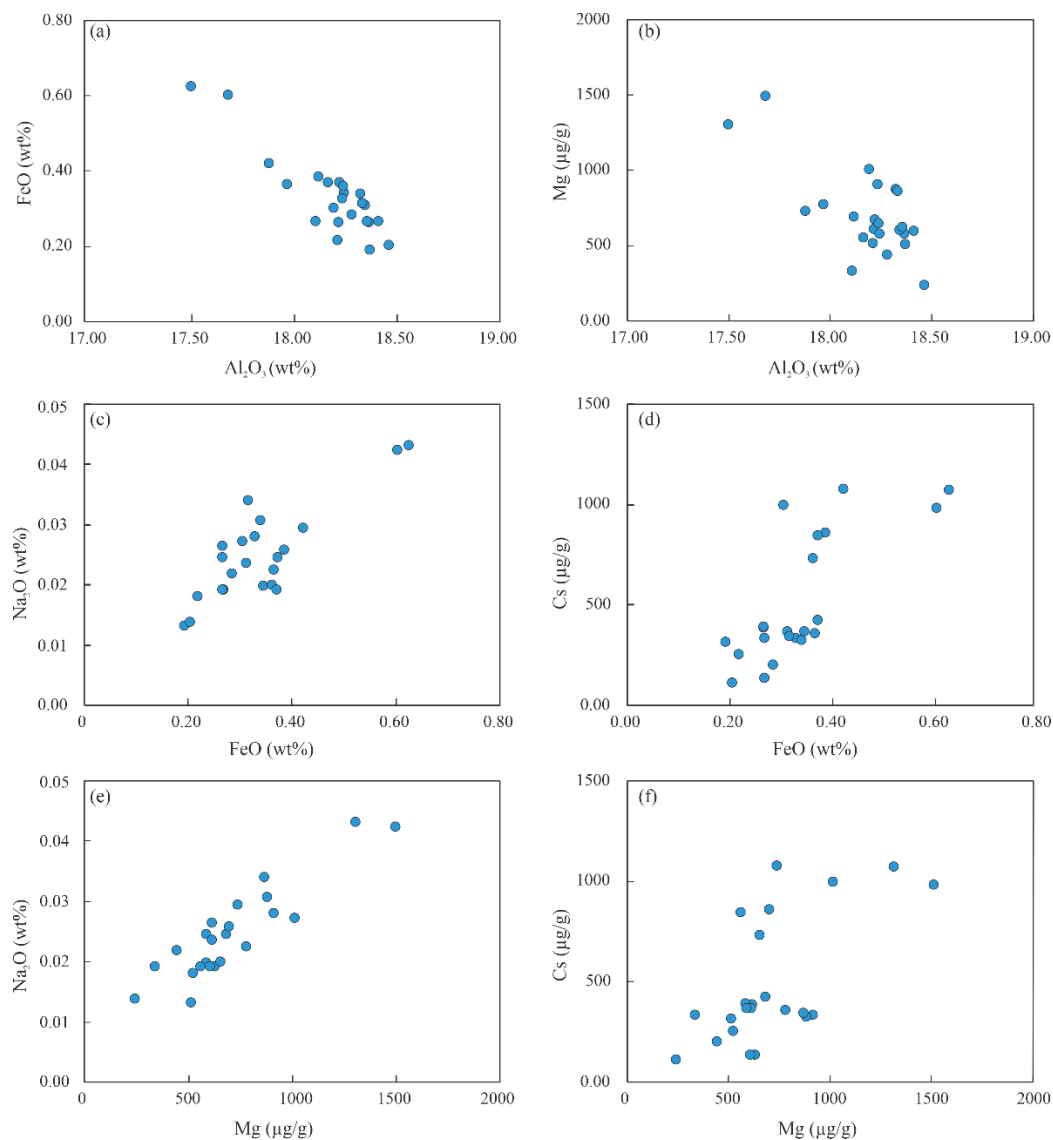 (a)
FeO (wt%)
0.80
0.60
0.40
0.20
0.00
17.00 17.50 18.00 18.50 19.00
Al₂O₃ (wt%)
(b)
Mg (µg/g)
2000
1500
1000
500
0
17.00 17.50 18.00 18.50 19.00
Al₂O₃ (wt%)
(c)
Na₂O (wt%)
0.05
0.04
0.03
0.02
0.01
0.00
0 0.20 0.40 0.60 0.80
FeO (wt%)
(d)
Cs (µg/g)
1500
1000
500
0.00
0.00 0.20 0.40 0.60 0.80
FeO (wt%)
(e)
Na₂O (wt%)
0.05
0.04
0.03
0.02
0.01
0.00
0 500 1000 1500 2000
Mg (µg/g)
(f)
Cs (µg/g)
1500
1000
500
0.00
0 500 1000 1500 2000
Mg (µg/g)